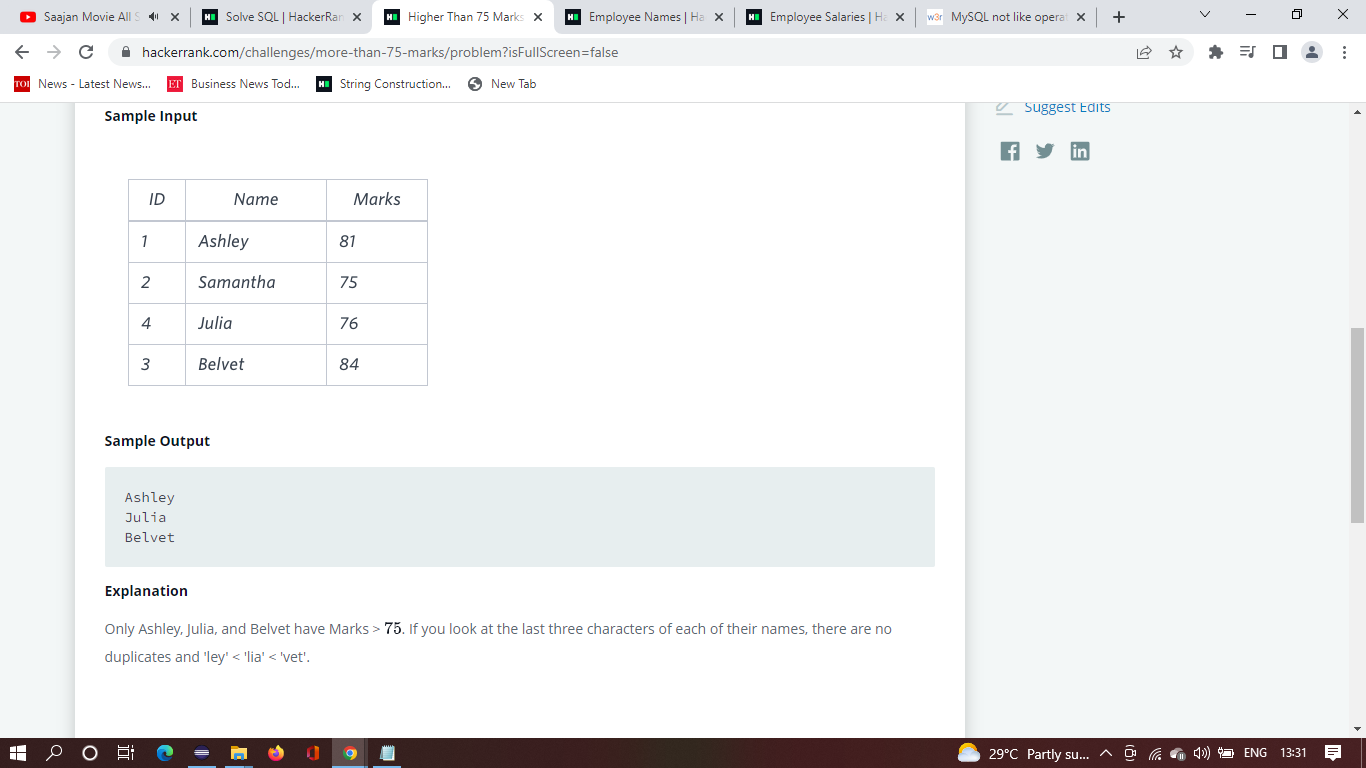 Saajan Movie All S
Solve SQL | HackerRan
Higher Than 75 Marks
Employee Names | Ha
Employee Salaries | Ha
w3r MySQL not like operat
hackerrank.com/challenges/more-than-75-marks/problem?isFullScreen=false
TOI News - Latest News...
ET Business News Tod...
String Construction...
New Tab
Suggest Edits
Sample Input
ID Name Marks
1 Ashley 81
2 Samantha 75
4 Julia 76
3 Belvet 84
Sample Output
Ashley
Julia
Belvet
Explanation
Only Ashley, Julia, and Belvet have Marks > 75. If you look at the last three characters of each of their names, there are no
duplicates and 'ley' < 'lia' < 'vet'.
29°C Partly su... ENG 13:31